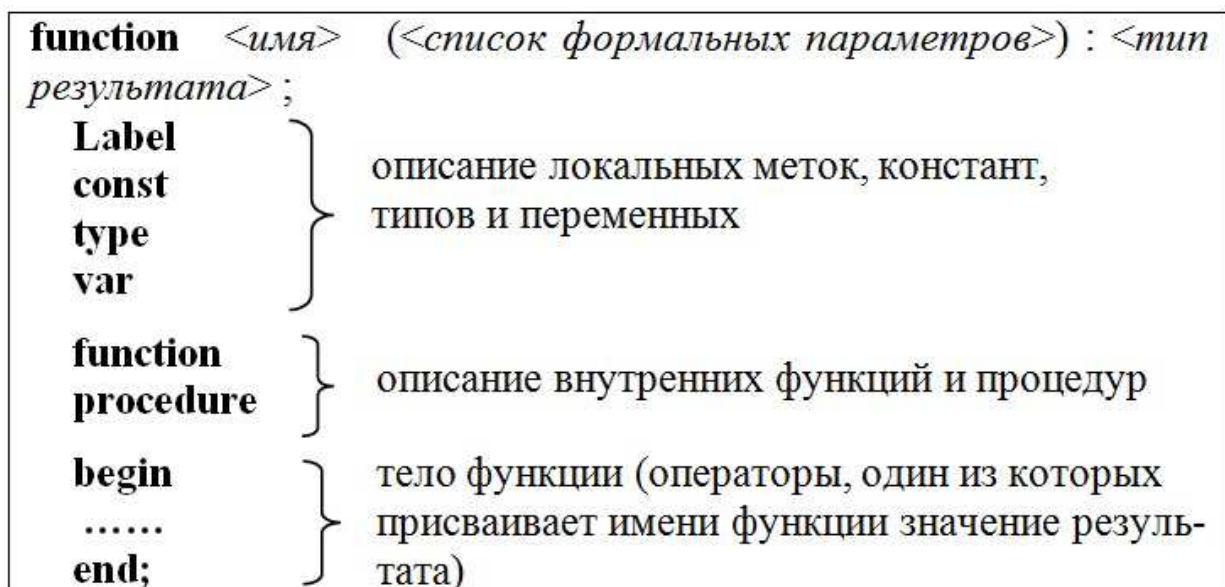 function <имя> (<список формальных параметров>) : <тип
результата> ;
Label
const
type
var
описание локальных меток, констант,
типов и переменных
function
procedure
описание внутренних функций и процедур
begin
……
end;
тело функции (операторы, один из которых
присваивает имени функции значение резуль-
тата)